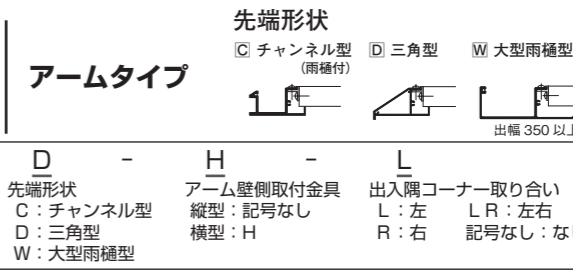 先端形状
C チャンネル型 D 三角型 W 大型雨樋型
(雨樋付)
アームタイプ
出幅 350 以上
D - H - L
先端形状 アーム壁側取付金具 出入隅コーナー取り合い
C：チャンネル型 縦型：記号なし L：左 LR：左右
D：三角型 横型：H R：右 記号なし：なし
W：大型雨樋型